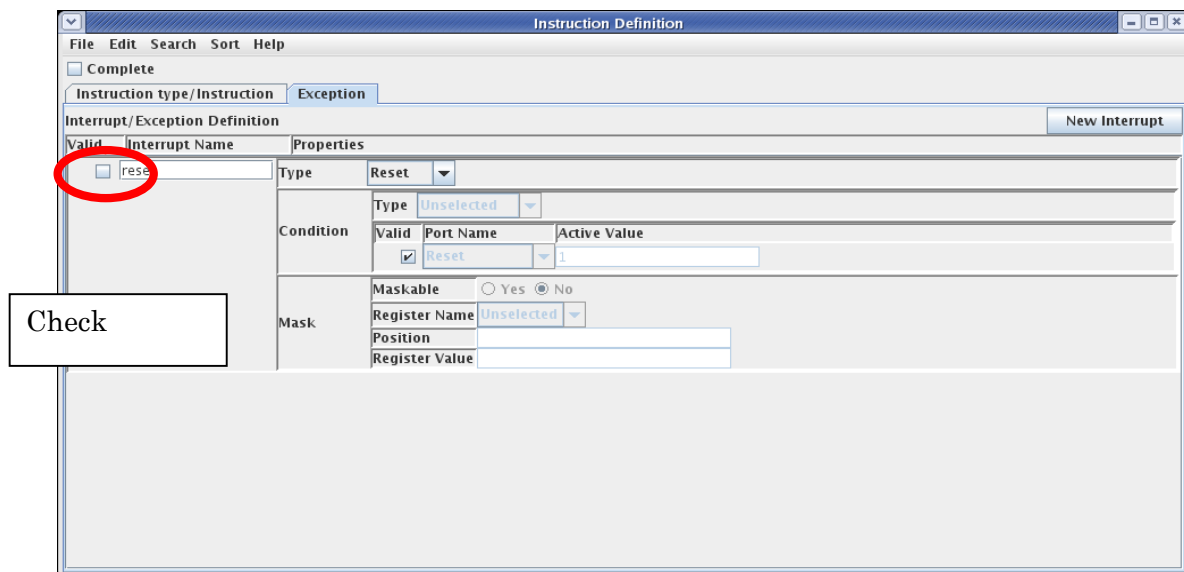 Instruction Definition
File Edit Search Sort Help
Complete
Instruction type/Instruction Exception
Interrupt/Exception Definition New Interrupt
Valid Interrupt Name Properties
rese Type Reset
Type Unselected
Condition Valid Port Name Active Value
Reset 1
Maskable Yes No
Mask Register Name Unselected
Position
Register Value
Check